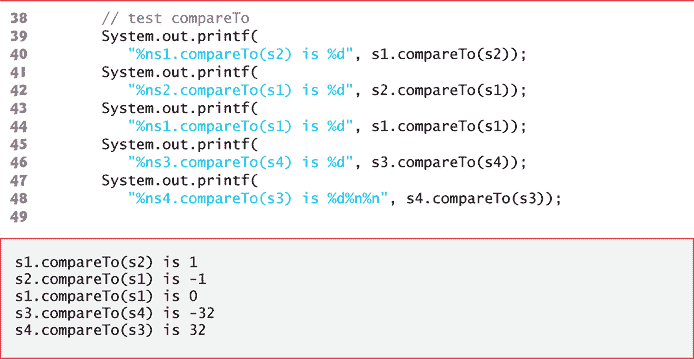 38 // test compareTo
39 System.out.printf(
40 "%ns1.compareTo(s2) is %d", s1.compareTo(s2));
41 System.out.printf(
42 "%ns2.compareTo(s1) is %d", s2.compareTo(s1));
43 System.out.printf(
44 "%ns1.compareTo(s1) is %d", s1.compareTo(s1));
45 System.out.printf(
46 "%ns3.compareTo(s4) is %d", s3.compareTo(s4));
47 System.out.printf(
48 "%ns4.compareTo(s3) is %d%n%n", s4.compareTo(s3));
49
s1.compareTo(s2) is 1
s2.compareTo(s1) is -1
s1.compareTo(s1) is 0
s3.compareTo(s4) is -32
s4.compareTo(s3) is 32